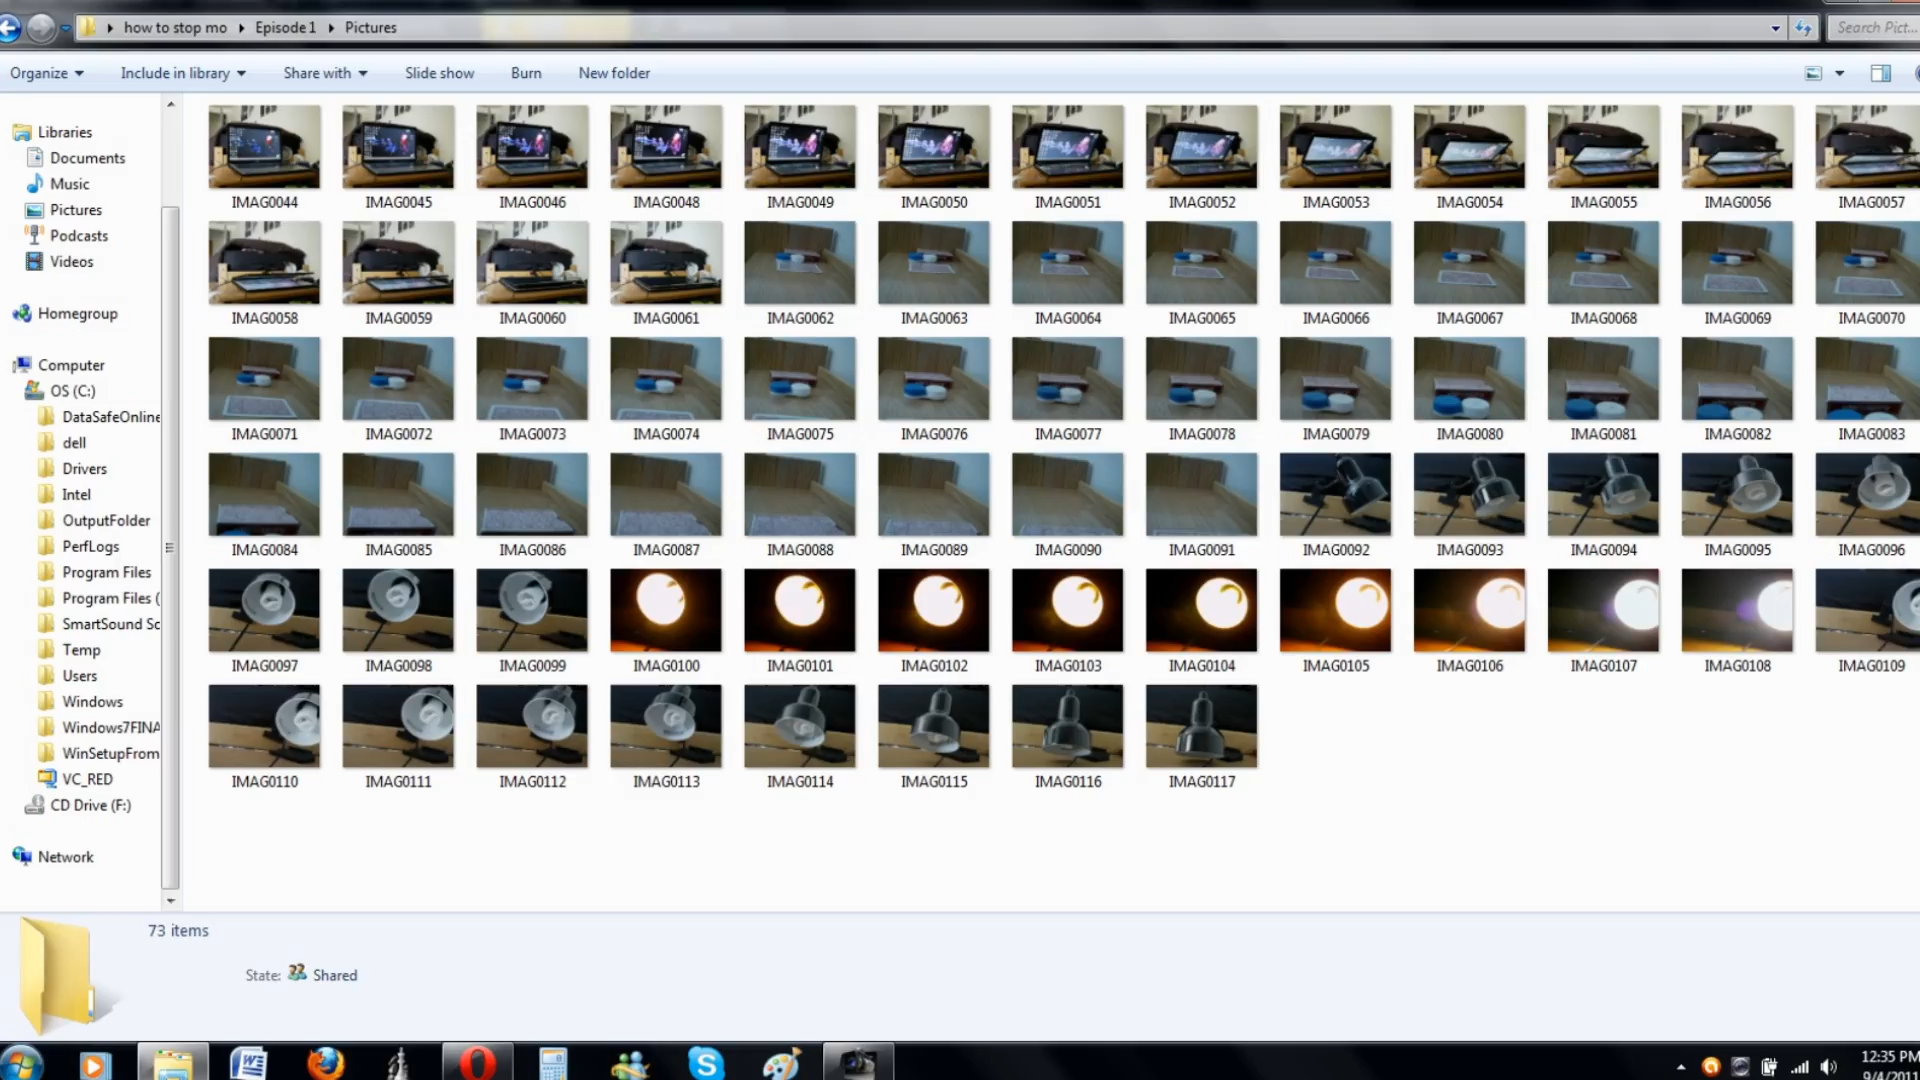 how to stop mo Episode 1 Pictures Search Pict...
Organize Include in library Share with Slide show Burn New folder
Libraries
Documents
Music
Pictures
Podcasts
Videos
Homegroup
Computer
OS (C:)
DataSafeOnline
dell
Drivers
Intel
OutputFolder
PerfLogs
Program Files
Program Files (
SmartSound Sc
Temp
Users
Windows
Windows7FINA
WinSetupFrom
VC_RED
CD Drive (F:)
Network
IMAG0044 IMAG0045 IMAG0046 IMAG0048 IMAG0049 IMAG0050 IMAG0051 IMAG0052 IMAG0053 IMAG0054 IMAG0055 IMAG0056 IMAG0057
IMAG0058 IMAG0059 IMAG0060 IMAG0061 IMAG0062 IMAG0063 IMAG0064 IMAG0065 IMAG0066 IMAG0067 IMAG0068 IMAG0069 IMAG0070
IMAG0071 IMAG0072 IMAG0073 IMAG0074 IMAG0075 IMAG0076 IMAG0077 IMAG0078 IMAG0079 IMAG0080 IMAG0081 IMAG0082 IMAG0083
IMAG0084 IMAG0085 IMAG0086 IMAG0087 IMAG0088 IMAG0089 IMAG0090 IMAG0091 IMAG0092 IMAG0093 IMAG0094 IMAG0095 IMAG0096
IMAG0097 IMAG0098 IMAG0099 IMAG0100 IMAG0101 IMAG0102 IMAG0103 IMAG0104 IMAG0105 IMAG0106 IMAG0107 IMAG0108 IMAG0109
IMAG0110 IMAG0111 IMAG0112 IMAG0113 IMAG0114 IMAG0115 IMAG0116 IMAG0117
73 items
State: Shared
12:35 PM
9/4/2011